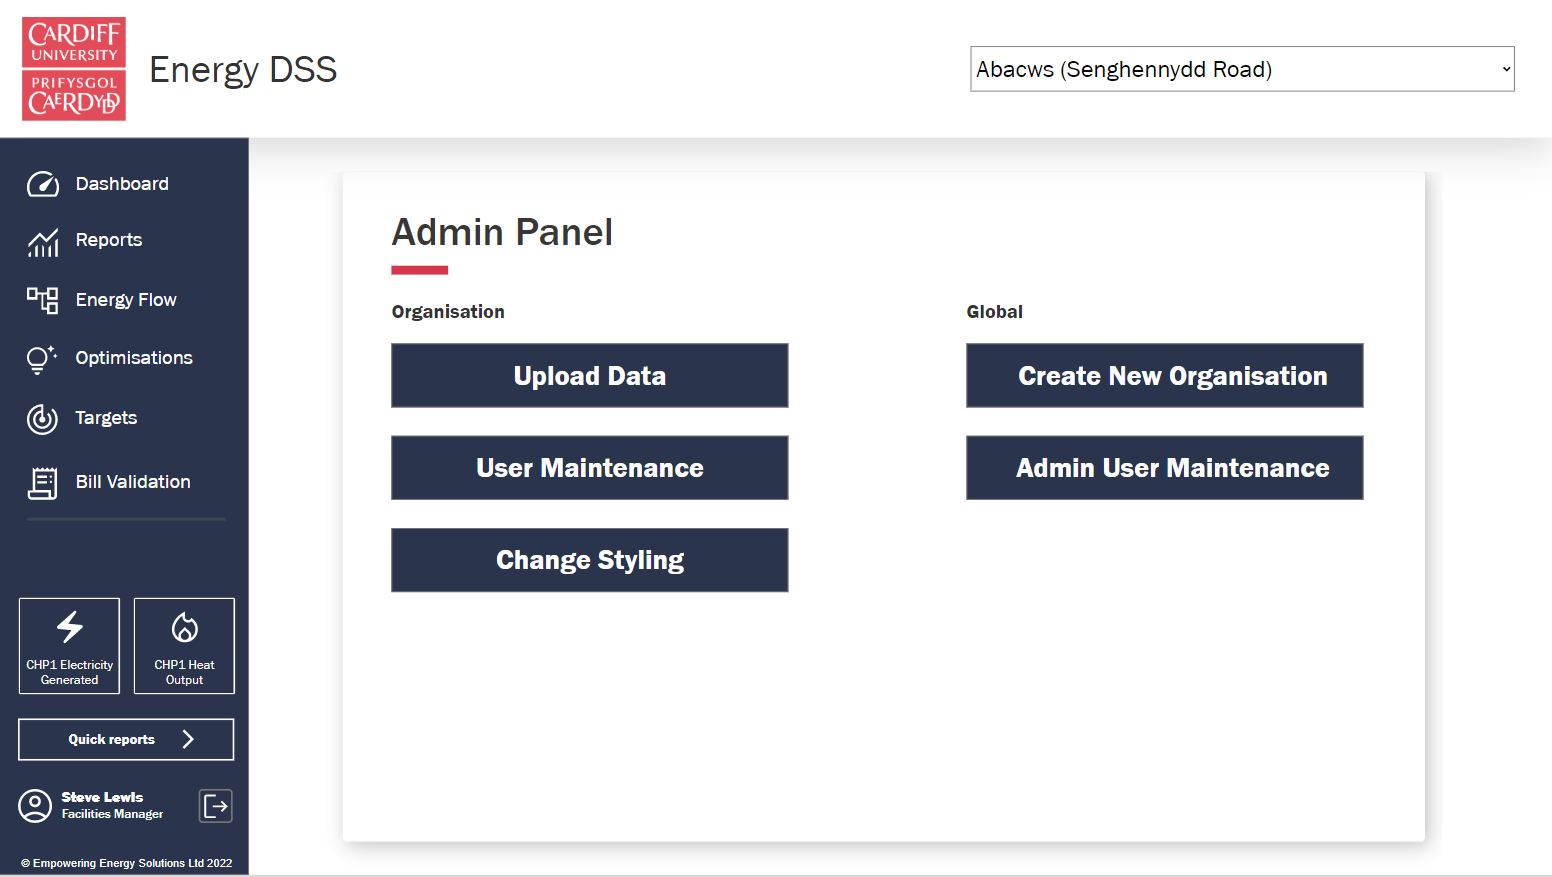 CARDIFF
UNIVERSITY
PRIFYSGOL
CAERDYDD
Energy DSS
Abacws (Senghennydd Road)
Dashboard
Reports
Energy Flow
Optimisations
Targets
Bill Validation
CHP1 Electricity
Generated
CHP1 Heat
Output
Quick reports
Steve Lewis
Facilities Manager
© Empowering Energy Solutions Ltd 2022
Admin Panel
Organisation
Upload Data
User Maintenance
Change Styling
Global
Create New Organisation
Admin User Maintenance